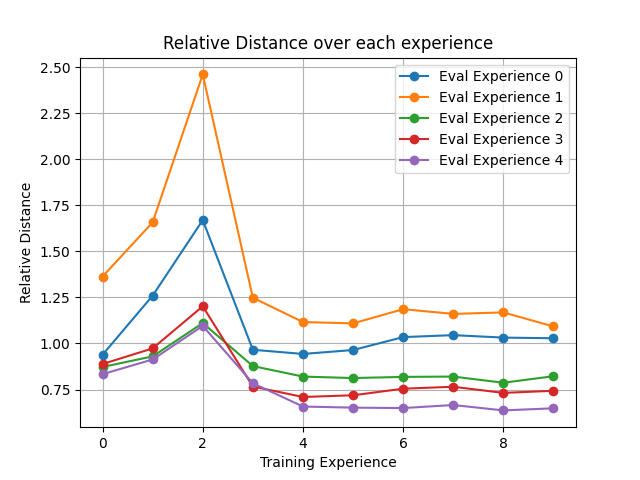 Relative Distance over each experience
Eval Experience 0
Eval Experience 1
Eval Experience 2
Eval Experience 3
Eval Experience 4
2.50
2.25
2.00
1.75
1.50
1.25
1.00
0.75
Relative Distance
0 2 4 6 8
Training Experience